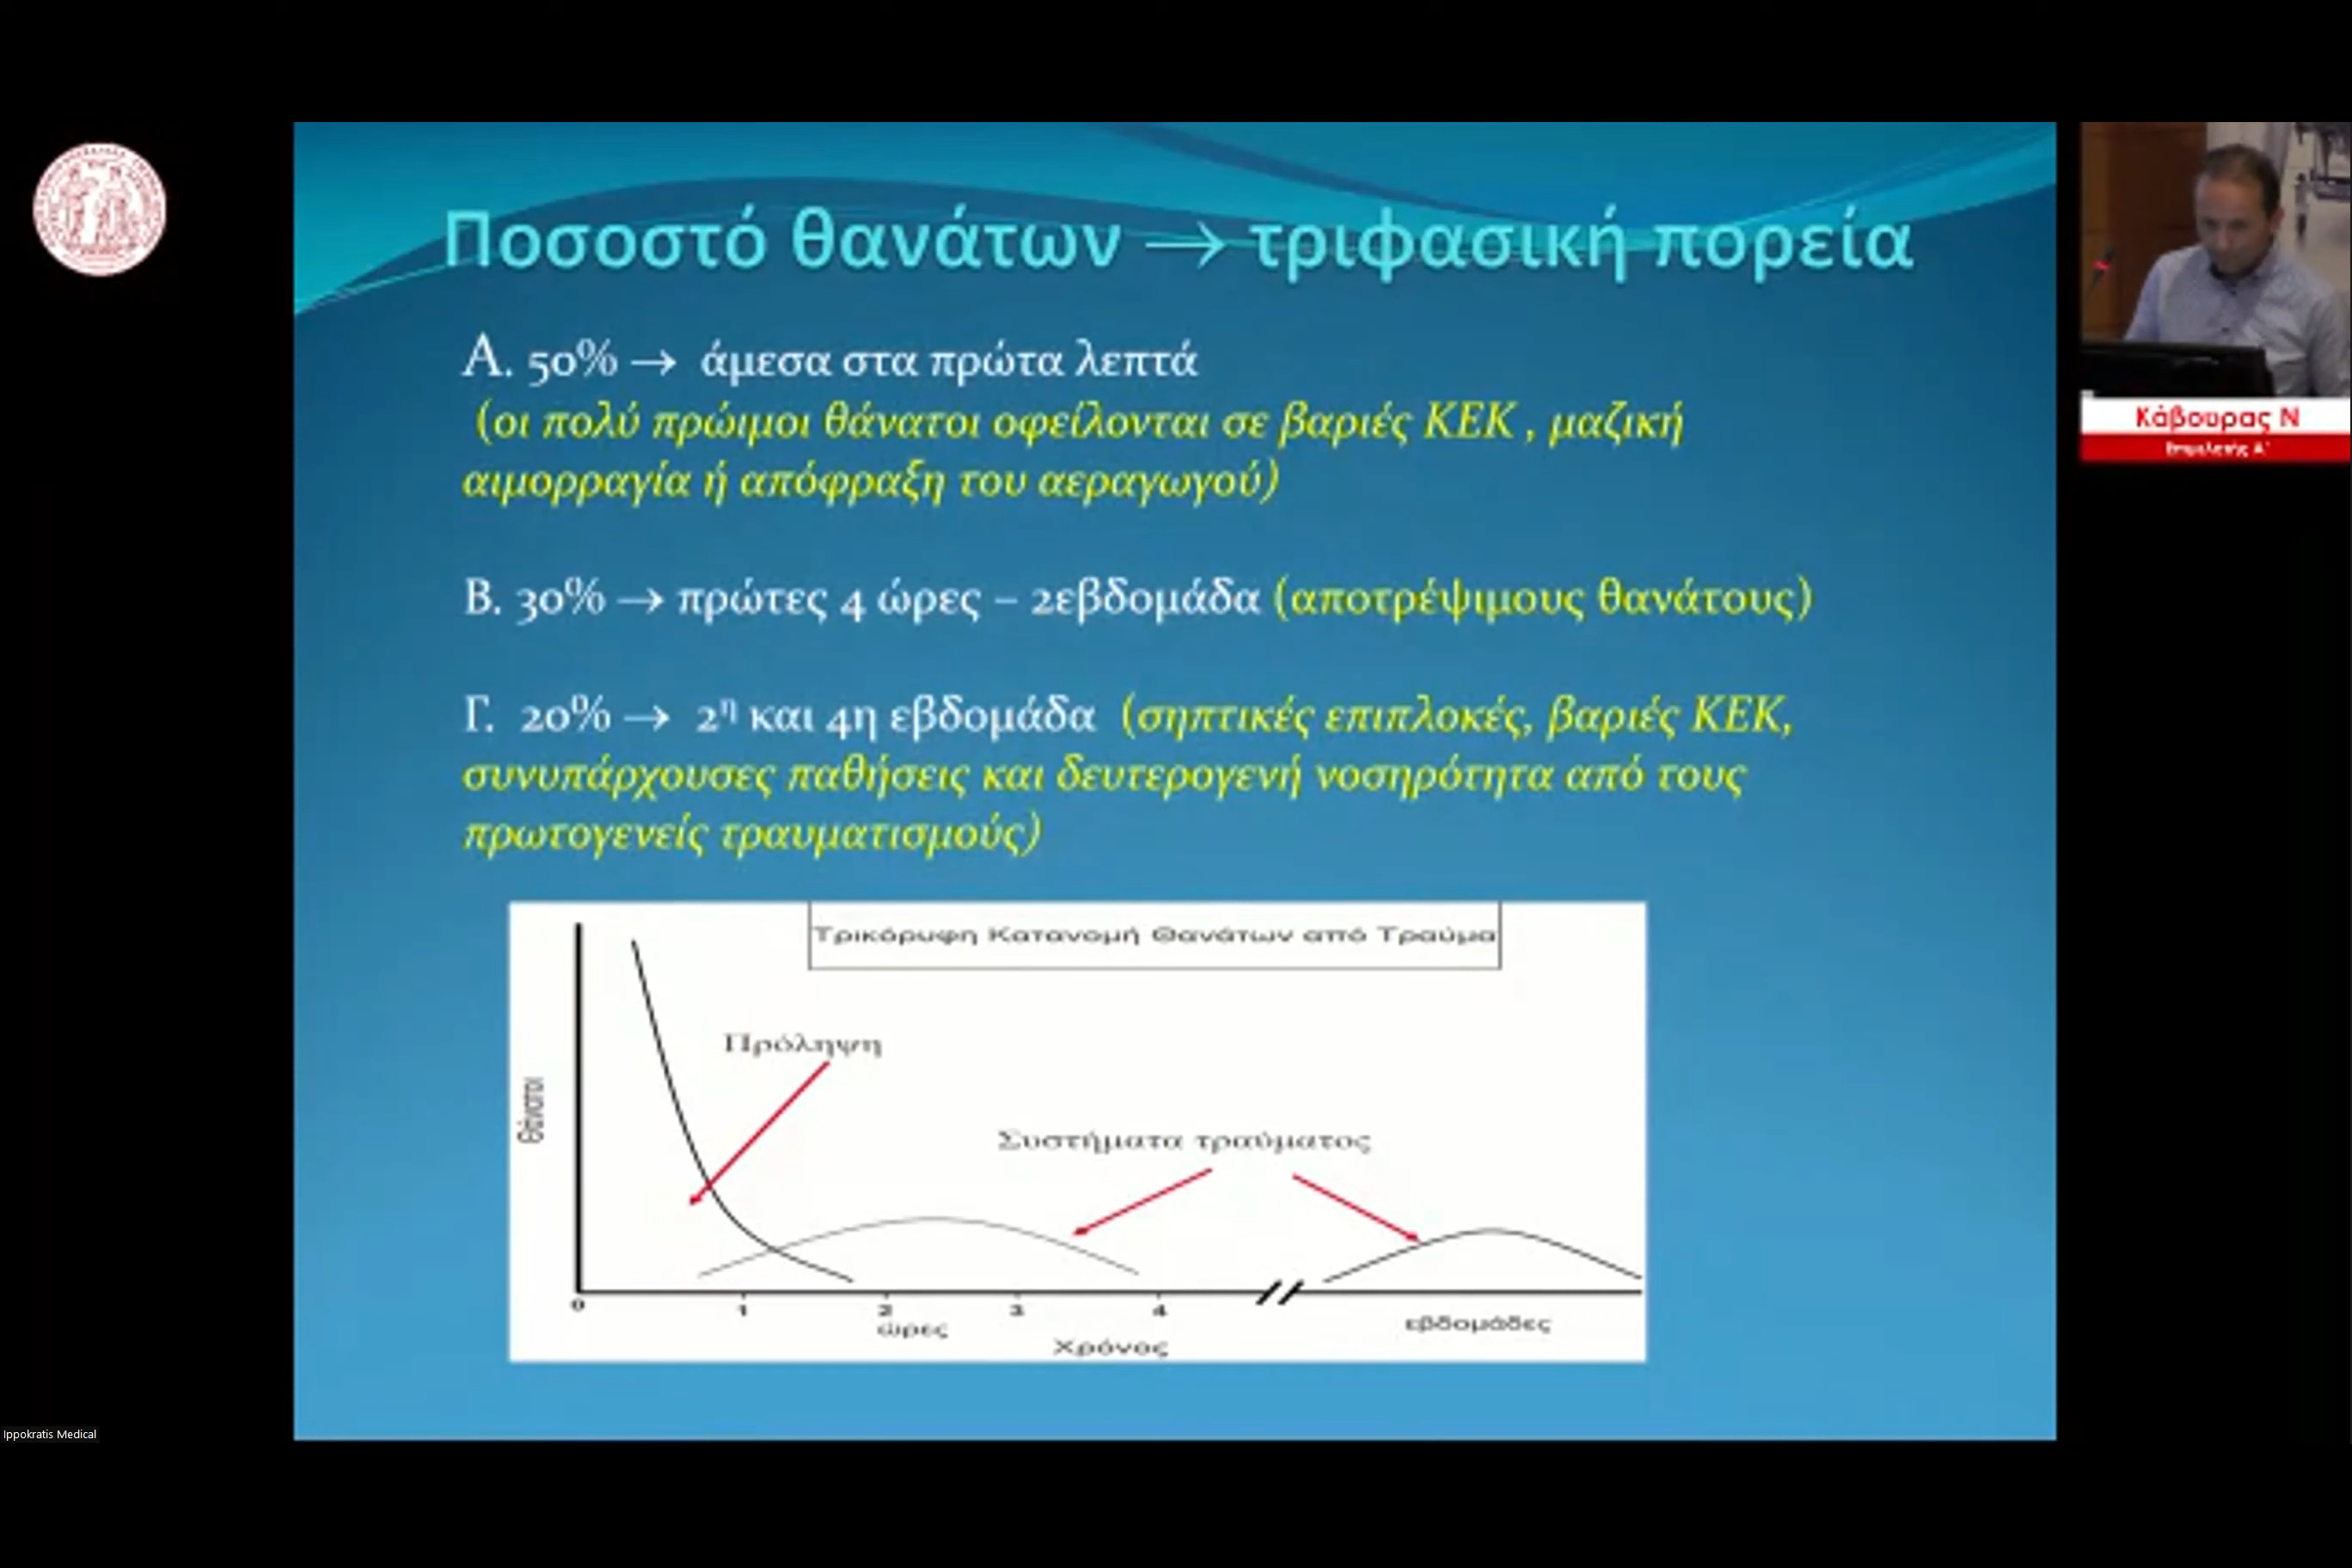 Ποσοστό θανάτων → τριφασική πορεία
Α. 50% → άμεσα στα πρώτα λεπτά
(οι πολύ πρώιμοι θάνατοι οφείλονται σε βαριές ΚΕΚ , μαζική
αιμορραγία ή απόφραξη του αεραγωγού)
Β. 30% → πρώτες 4 ώρες – 2εβδομάδα (αποτρέψιμους θανάτους)
Γ. 20% → 2η και 4η εβδομάδα (σηπτικές επιπλοκές, βαριές ΚΕΚ,
συνυπάρχουσες παθήσεις και δευτερογενή νοσηρότητα από τους
πρωτογενείς τραυματισμούς)
Τρικόρυφη Κατανομή Θανάτων από Τραύμα
Πρόληψη
Συστήματα τραύματος
Θάνατοι
0 1 2 3 4
ώρες
εβδομάδες
Χρόνος
Κάβουρας Ν
Επιμελητής Α'
Ippokratis Medical